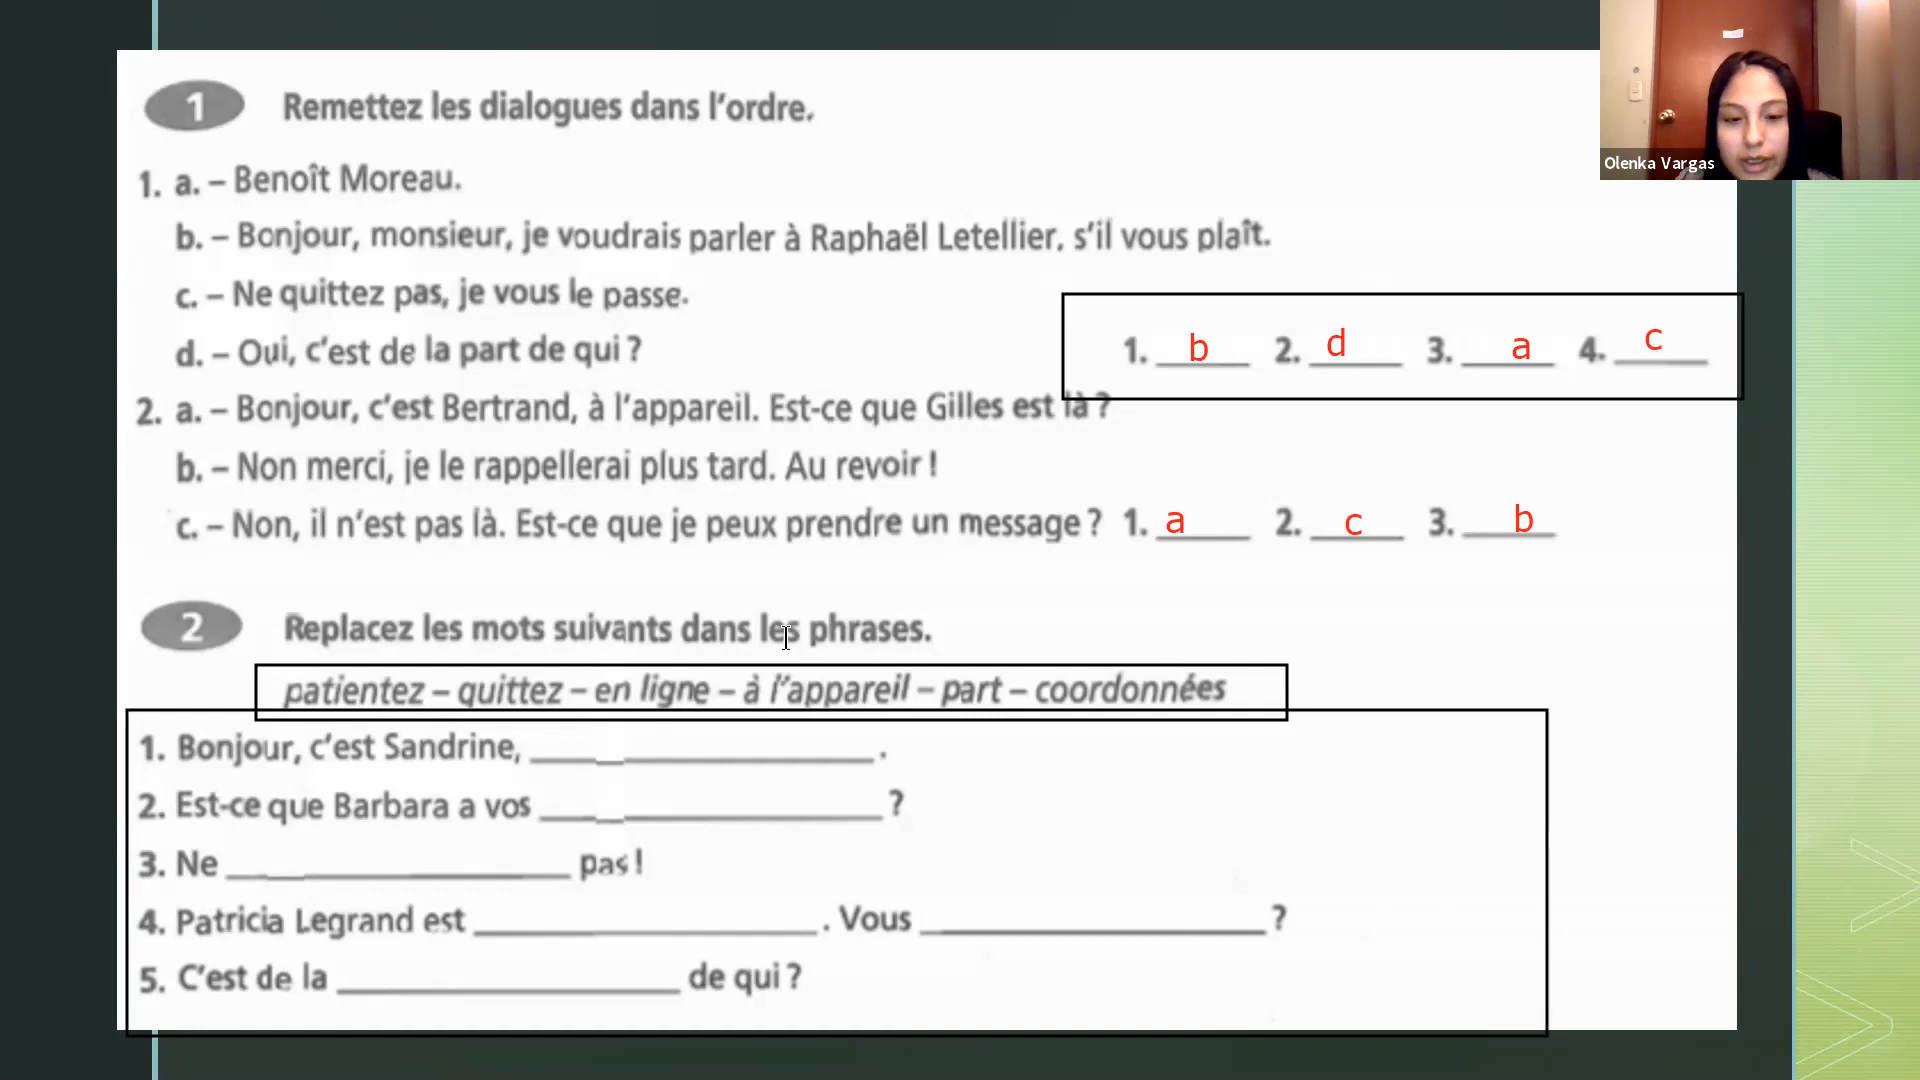 Olenka Vargas
1 Remettez les dialogues dans l'ordre.
1. a. – Benoît Moreau.
b. – Bonjour, monsieur, je voudrais parler à Raphaël Letellier, s'il vous plaît.
c. – Ne quittez pas, je vous le passe.
d. – Oui, c'est de la part de qui ?
1. b 2. d 3. a 4. c
2. a. – Bonjour, c'est Bertrand, à l'appareil. Est-ce que Gilles est là ?
b. – Non merci, je le rappellerai plus tard. Au revoir !
c. – Non, il n'est pas là. Est-ce que je peux prendre un message ? 1. a 2. c 3. b
2 Replacez les mots suivants dans les phrases.
patientez – quittez – en ligne – à l'appareil – part – coordonnées
1. Bonjour, c'est Sandrine, ____________________ .
2. Est-ce que Barbara a vos ____________________ ?
3. Ne ____________________ pas !
4. Patricia Legrand est ____________________ . Vous ____________________ ?
5. C'est de la ____________________ de qui ?